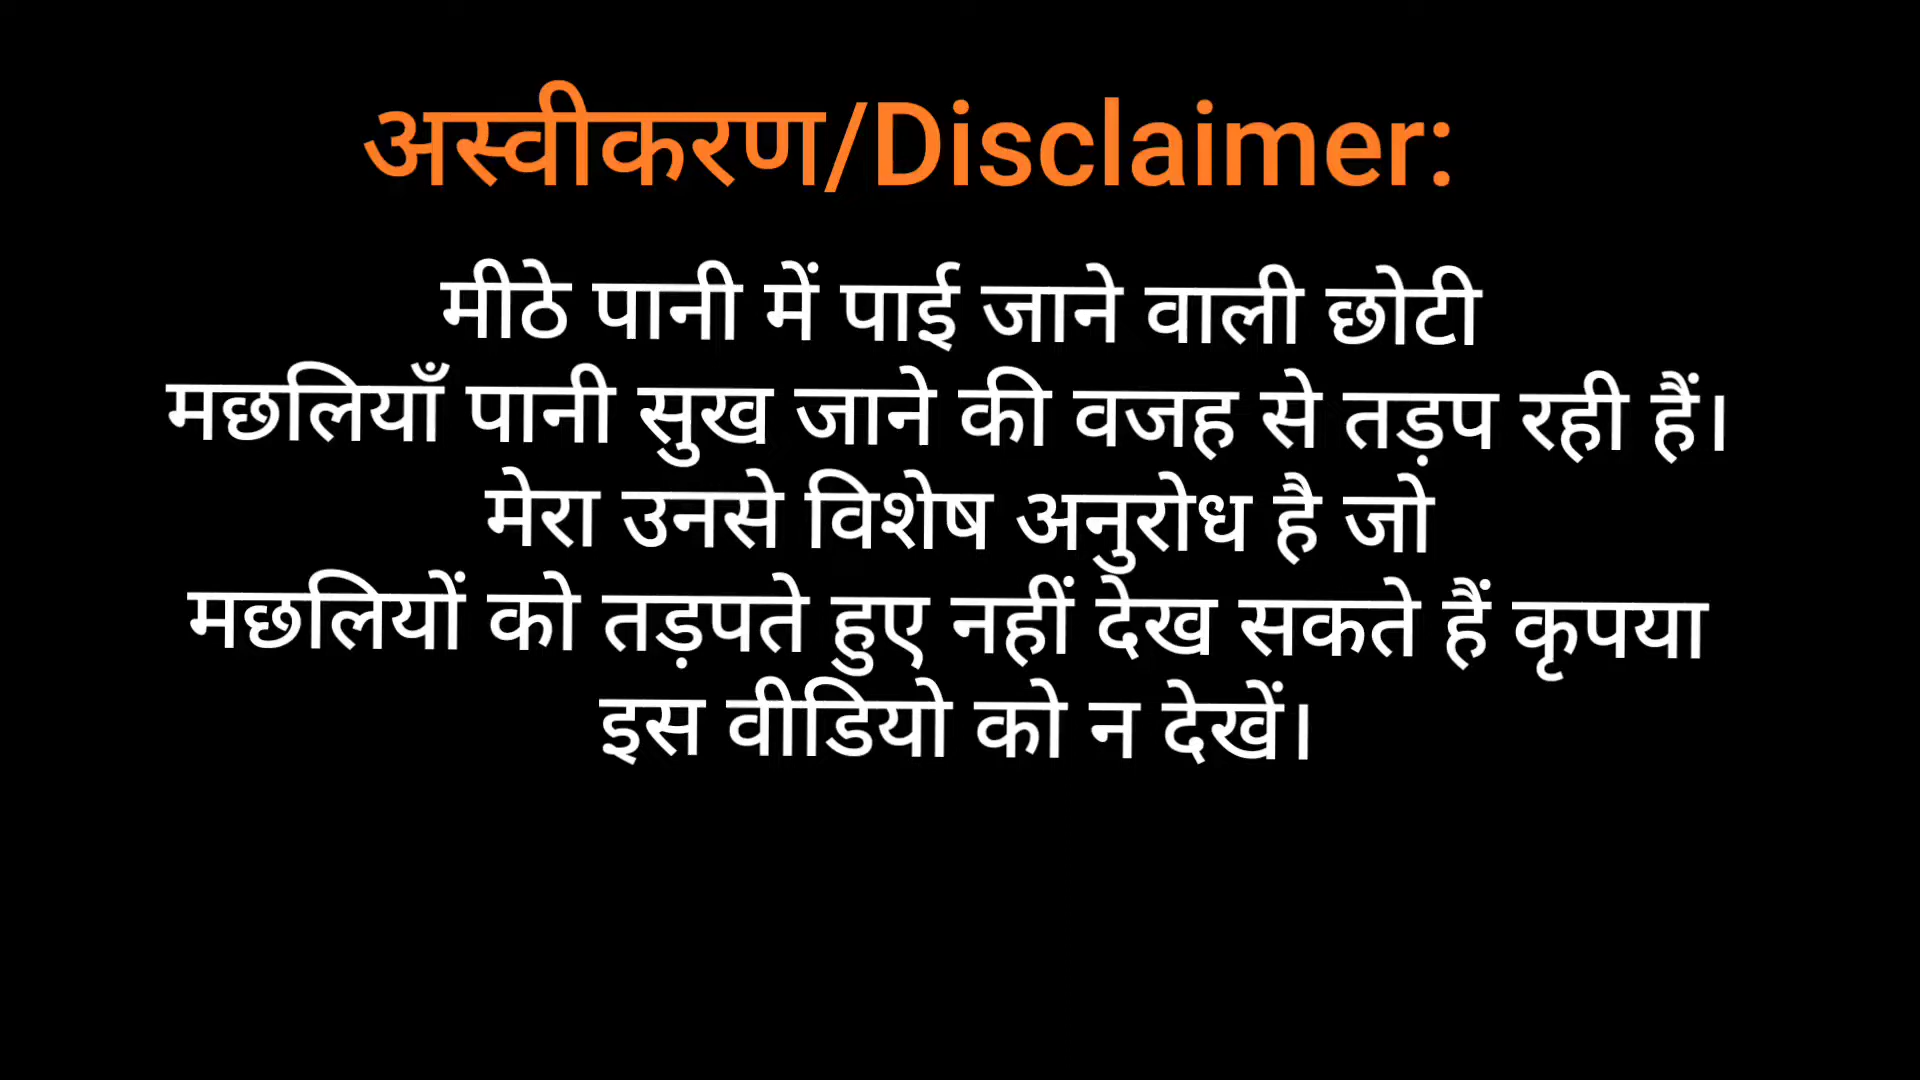 अस्वीकरण/Disclaimer:
मीठे पानी में पाई जाने वाली छोटी
मछलियाँ पानी सुख जाने की वजह से तड़प रही हैं।
मेरा उनसे विशेष अनुरोध है जो
मछलियों को तड़पते हुए नहीं देख सकते हैं कृपया
इस वीडियो को न देखें।